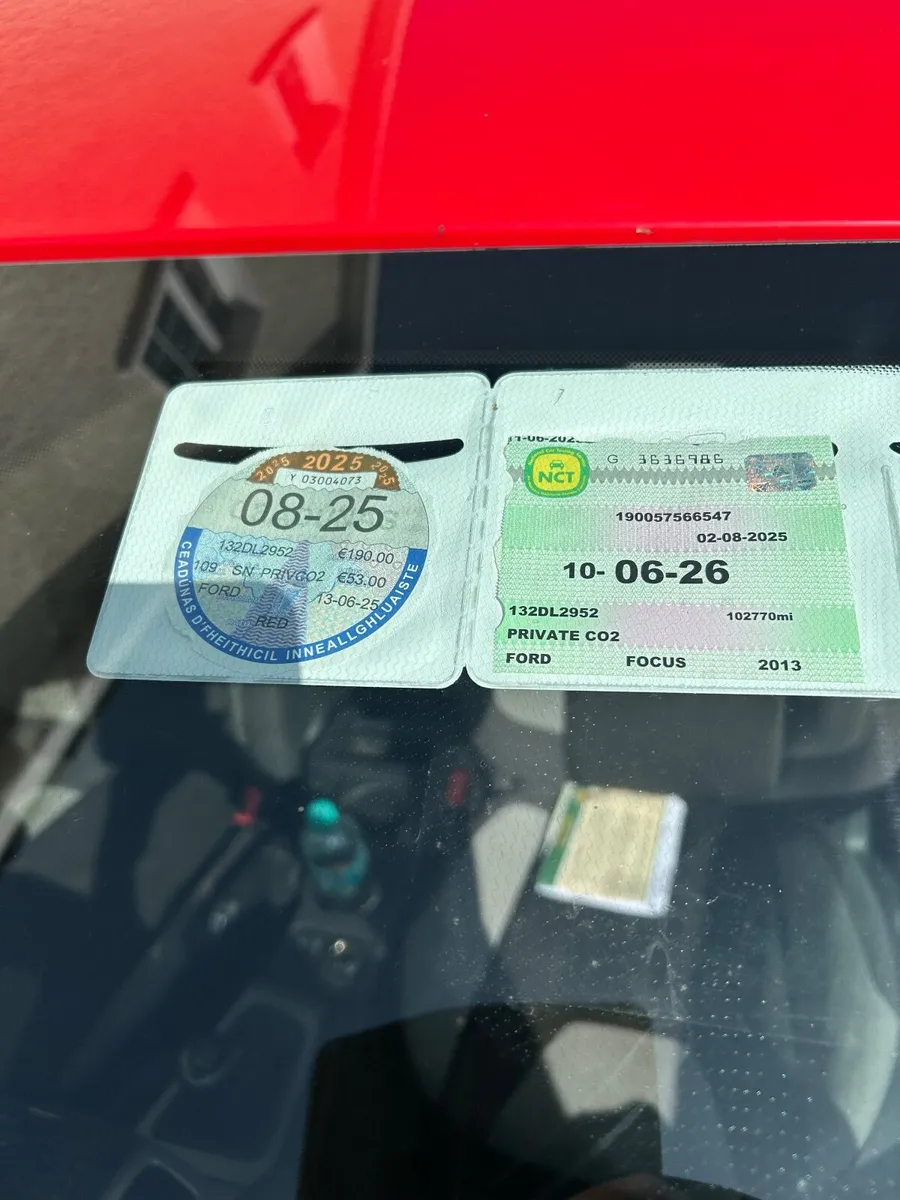 2025 2025 2025
Y 03004073
08-25
132DL2952 €190.00
109 SN PRIVCO2 €53.00
FORD 13-06-25
RED
CEADÚNAS D'FHEITHICIL INNEALLGHLUAISTE
NCT
G 3636986
190057566547
02-08-2025
10- 06-26
132DL2952 102770mi
PRIVATE CO2
FORD FOCUS 2013